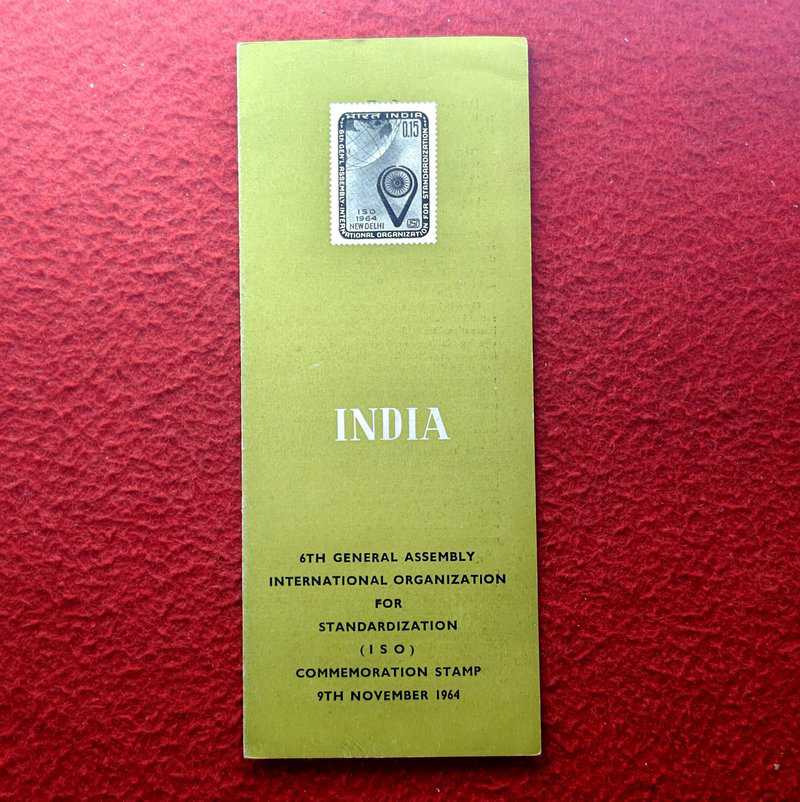 भारत INDIA
0.15
6th GENL. ASSEMBLY-INTERNATIONAL ORGANIZATION FOR STANDARDIZATION
ISO
1964
NEW DELHI
INDIA
6TH GENERAL ASSEMBLY
INTERNATIONAL ORGANIZATION
FOR
STANDARDIZATION
(ISO)
COMMEMORATION STAMP
9TH NOVEMBER 1964